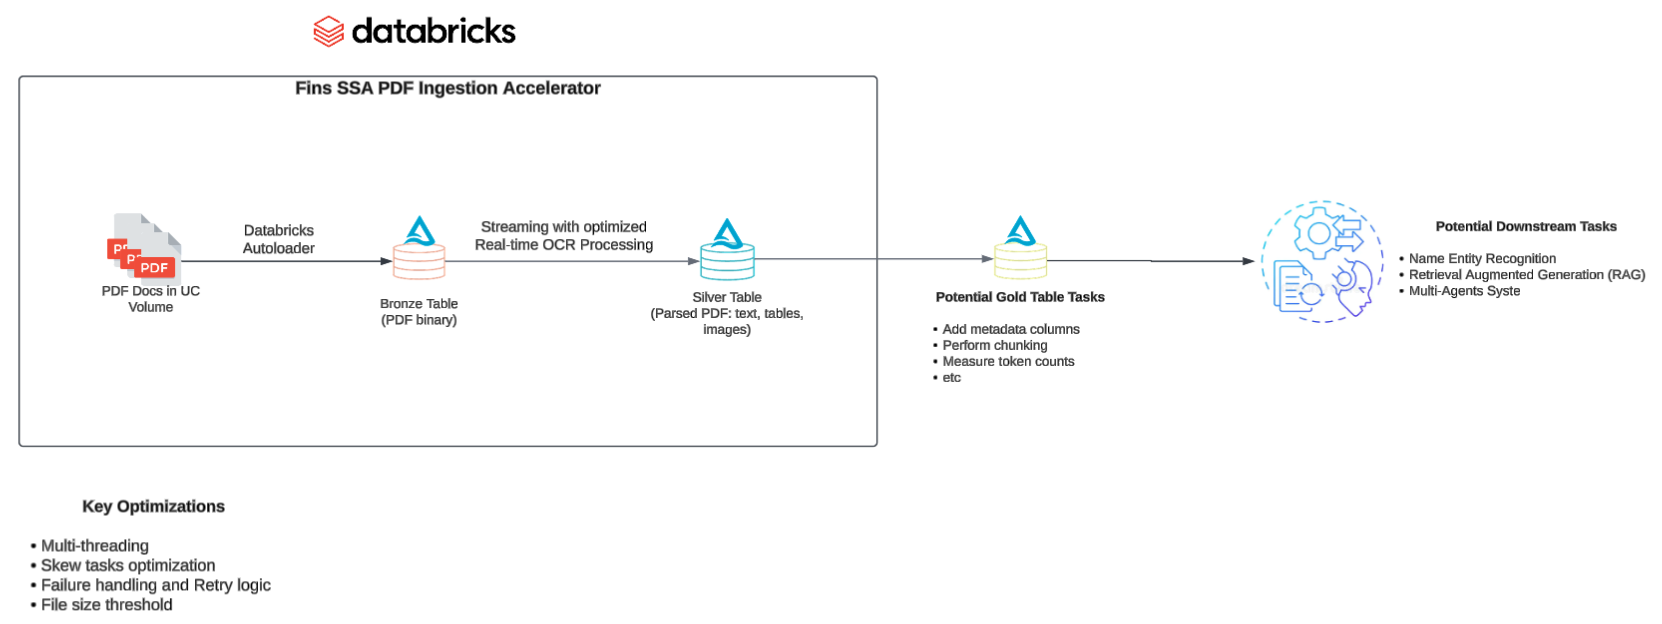 databricks
Fins SSA PDF Ingestion Accelerator
PDF
PDF Docs in UC
Volume
Databricks
Autoloader
Bronze Table
(PDF binary)
Streaming with optimized
Real-time OCR Processing
Silver Table
(Parsed PDF: text, tables,
images)
Potential Gold Table Tasks
• Add metadata columns
• Perform chunking
• Measure token counts
• etc
Potential Downstream Tasks
• Name Entity Recognition
• Retrieval Augmented Generation (RAG)
• Multi-Agents Syste
Key Optimizations
• Multi-threading
• Skew tasks optimization
• Failure handling and Retry logic
• File size threshold